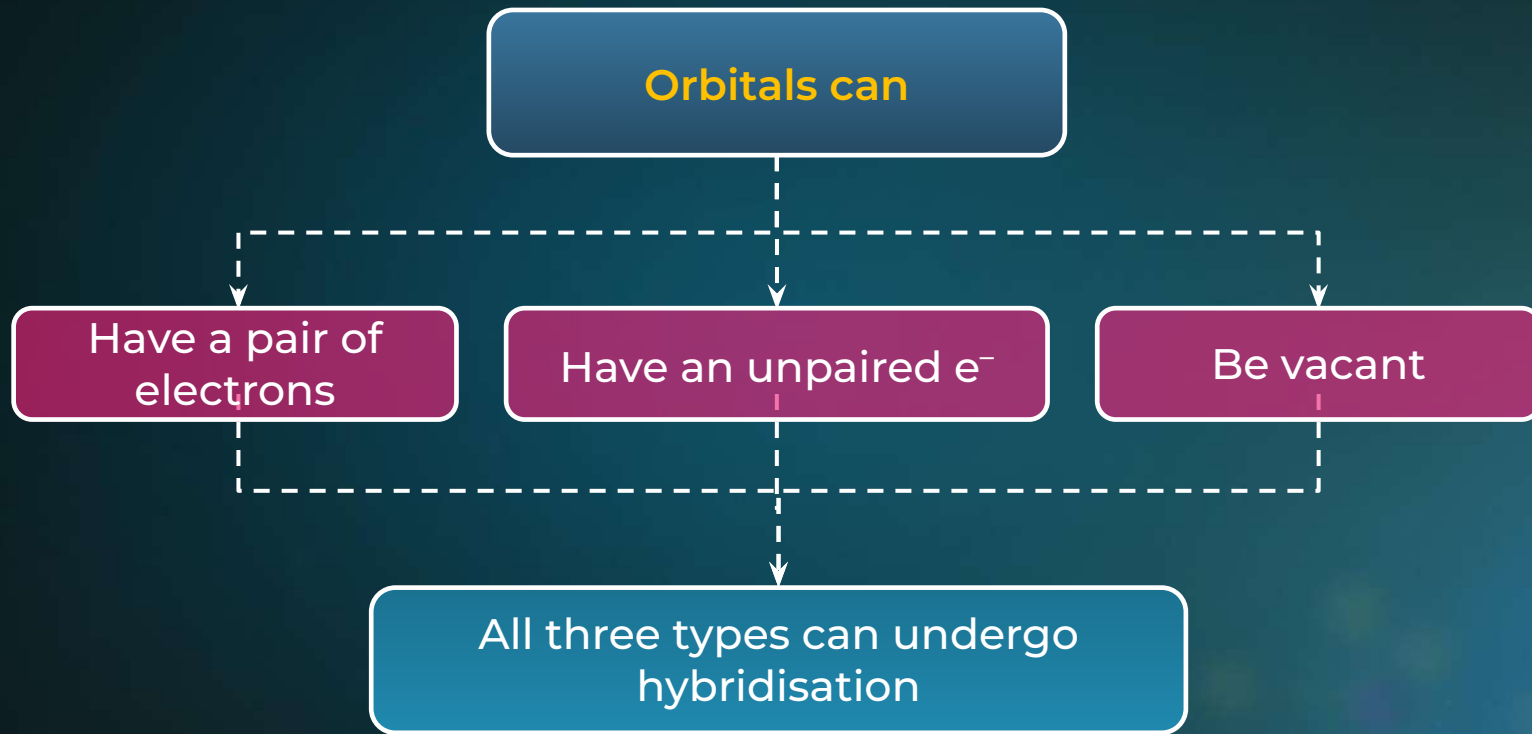 Orbitals can
Have a pair of
electrons
Have an unpaired e⁻
Be vacant
All three types can undergo
hybridisation